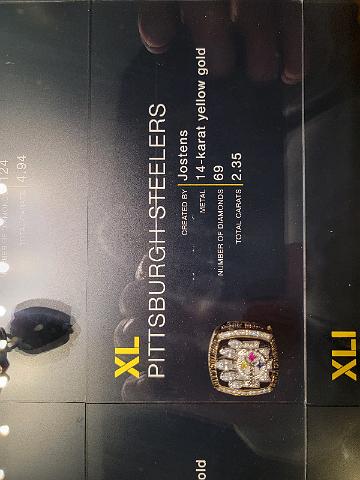 XL
PITTSBURGH STEELERS
CREATED BY Jostens
METAL 14-karat yellow gold
NUMBER OF DIAMONDS 69
TOTAL CARATS 2.35
124
4.94
XLI
old